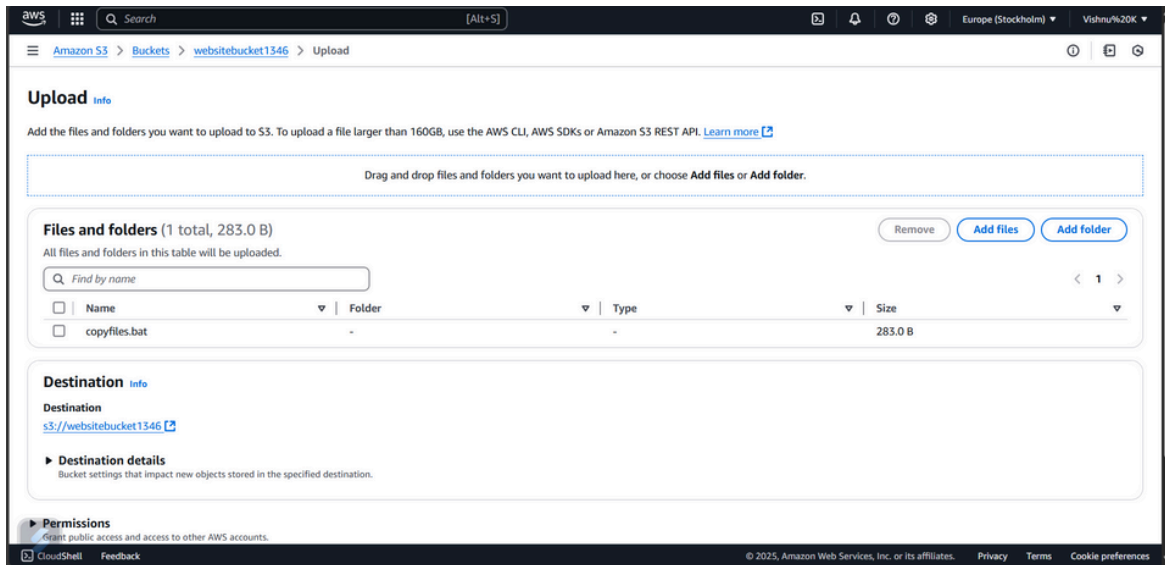 aws Search [Alt+S] Europe (Stockholm) Vishnu%20K
Amazon S3 > Buckets > websitebucket1346 > Upload
Upload Info
Add the files and folders you want to upload to S3. To upload a file larger than 160GB, use the AWS CLI, AWS SDKs or Amazon S3 REST API. Learn more
Drag and drop files and folders you want to upload here, or choose Add files or Add folder.
Files and folders (1 total, 283.0 B) Remove Add files Add folder
All files and folders in this table will be uploaded.
Find by name < 1 >
Name Folder Type Size
copyfiles.bat - - 283.0 B
Destination Info
Destination
s3://websitebucket1346
Destination details
Bucket settings that impact new objects stored in the specified destination.
Permissions
Grant public access and access to other AWS accounts.
CloudShell Feedback © 2025, Amazon Web Services, Inc. or its affiliates. Privacy Terms Cookie preferences